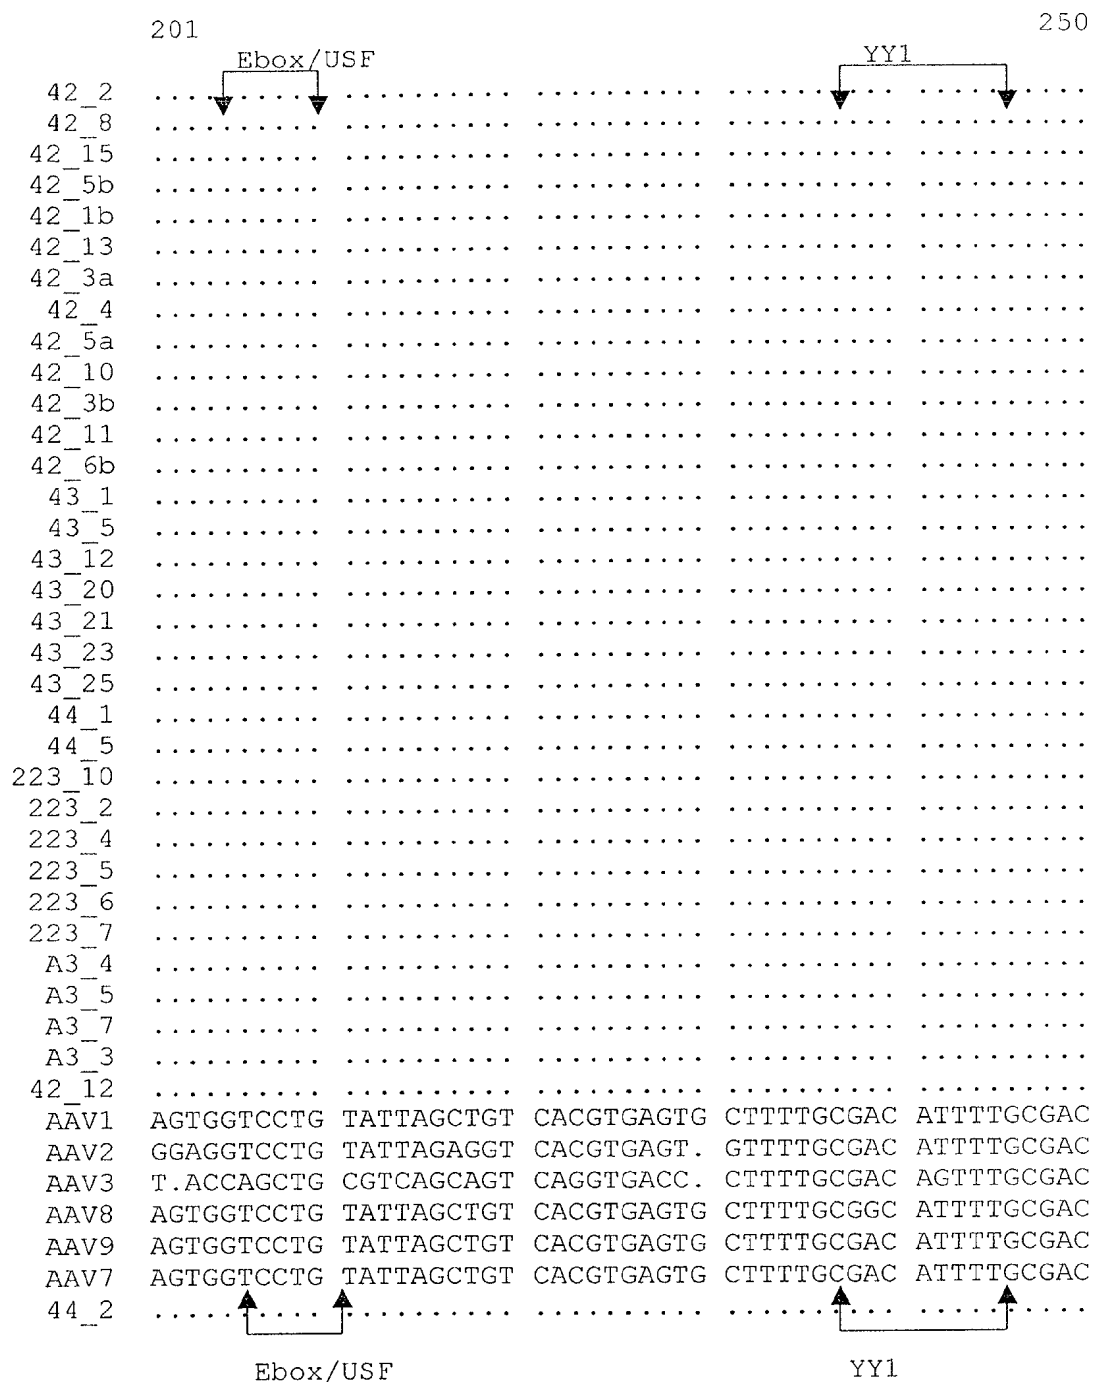 201 250
Ebox/USF YY1
42_2 .......... .......... .......... .......... ..........
42_8 .......... .......... .......... .......... ..........
42_15 .......... .......... .......... .......... ..........
42_5b .......... .......... .......... .......... ..........
42_1b .......... .......... .......... .......... ..........
42_13 .......... .......... .......... .......... ..........
42_3a .......... .......... .......... .......... ..........
42_4 .......... .......... .......... .......... ..........
42_5a .......... .......... .......... .......... ..........
42_10 .......... .......... .......... .......... ..........
42_3b .......... .......... .......... .......... ..........
42_11 .......... .......... .......... .......... ..........
42_6b .......... .......... .......... .......... ..........
43_1 .......... .......... .......... .......... ..........
43_5 .......... .......... .......... .......... ..........
43_12 .......... .......... .......... .......... ..........
43_20 .......... .......... .......... .......... ..........
43_21 .......... .......... .......... .......... ..........
43_23 .......... .......... .......... .......... ..........
43_25 .......... .......... .......... .......... ..........
44_1 .......... .......... .......... .......... ..........
44_5 .......... .......... .......... .......... ..........
223_10 .......... .......... .......... .......... ..........
223_2 .......... .......... .......... .......... ..........
223_4 .......... .......... .......... .......... ..........
223_5 .......... .......... .......... .......... ..........
223_6 .......... .......... .......... .......... ..........
223_7 .......... .......... .......... .......... ..........
A3_4 .......... .......... .......... .......... ..........
A3_5 .......... .......... .......... .......... ..........
A3_7 .......... .......... .......... .......... ..........
A3_3 .......... .......... .......... .......... ..........
42_12 .......... .......... .......... .......... ..........
AAV1 AGTGGTCCTG TATTAGCTGT CACGTGAGTG CTTTTGCGAC ATTTTGCGAC
AAV2 GGAGGTCCTG TATTAGAGGT CACGTGAGT. GTTTTGCGAC ATTTTGCGAC
AAV3 T.ACCAGCTG CGTCAGCAGT CAGGTGACC. CTTTTGCGAC AGTTTGCGAC
AAV8 AGTGGTCCTG TATTAGCTGT CACGTGAGTG CTTTTGCGGC ATTTTGCGAC
AAV9 AGTGGTCCTG TATTAGCTGT CACGTGAGTG CTTTTGCGAC ATTTTGCGAC
AAV7 AGTGGTCCTG TATTAGCTGT CACGTGAGTG CTTTTGCGAC ATTTTGCGAC
44_2 .......... .......... .......... .......... ..........
Ebox/USF YY1